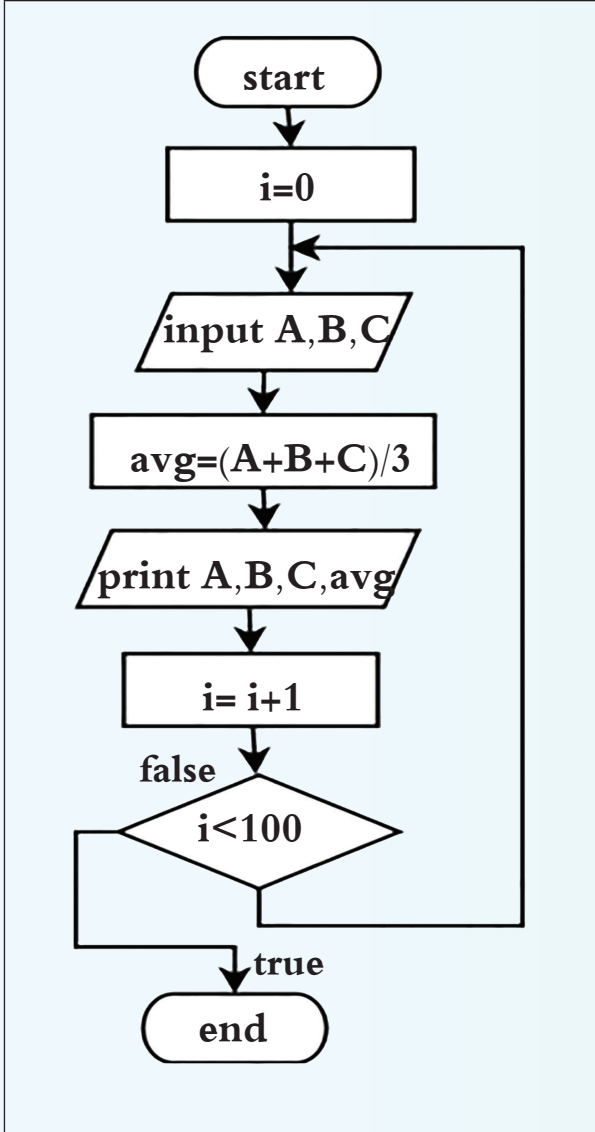 start
i=0
input A,B,C
avg=(A+B+C)/3
print A,B,C,avg
i= i+1
false
i<100
true
end